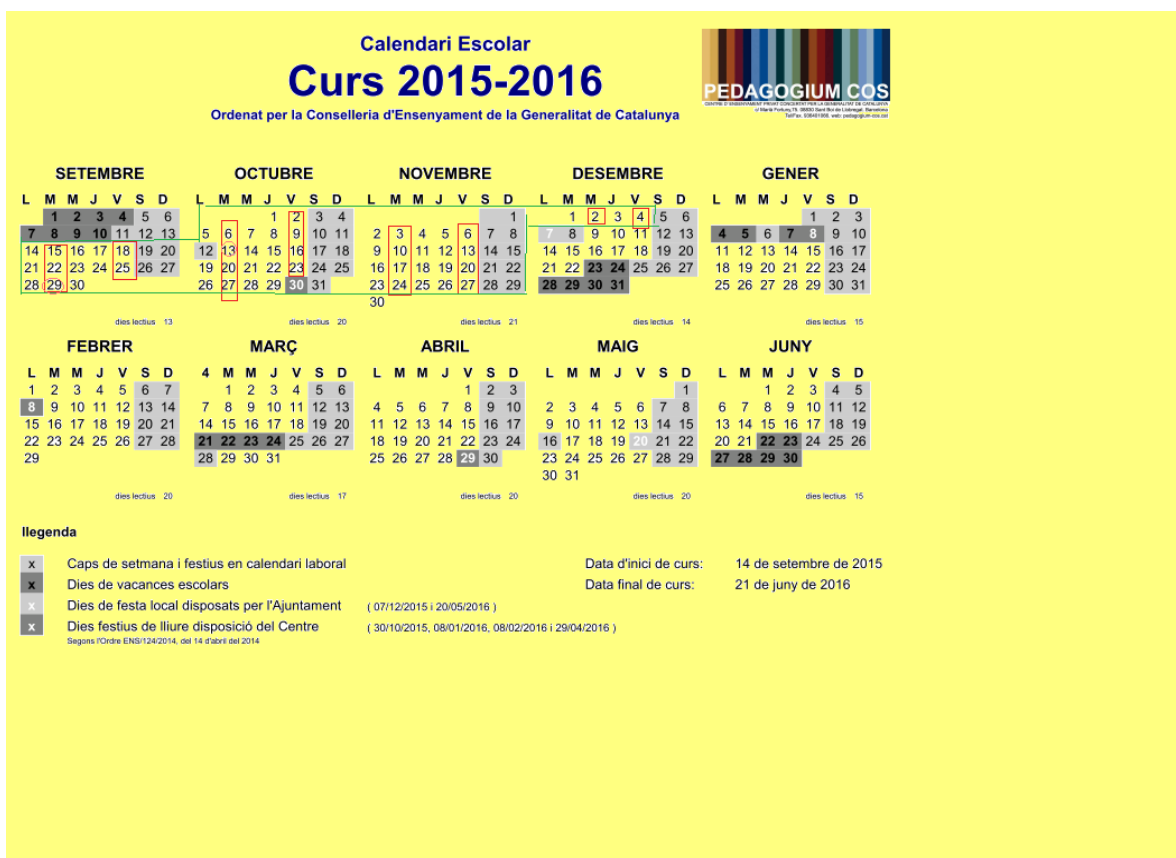 Calendari Escolar
Curs 2015-2016
Ordenat per la Conselleria d'Ensenyament de la Generalitat de Catalunya
PEDAGOGIUM COS
CENTRE D'ENSENYAMENT PRIVAT CONCERTAT PER LA GENERALITAT DE CATALUNYA
SETEMBRE
L M M J V S D
1 2 3 4 5 6
7 8 9 10 11 12 13
14 15 16 17 18 19 20
21 22 23 24 25 26 27
28 29 30
dies lectius 13
OCTUBRE
L M M J V S D
1 2 3 4
5 6 7 8 9 10 11
12 13 14 15 16 17 18
19 20 21 22 23 24 25
26 27 28 29 30 31
dies lectius 20
NOVEMBRE
L M M J V S D
1
2 3 4 5 6 7 8
9 10 11 12 13 14 15
16 17 18 19 20 21 22
23 24 25 26 27 28 29
30
dies lectius 21
DESEMBRE
L M M J V S D
1 2 3 4 5 6
7 8 9 10 11 12 13
14 15 16 17 18 19 20
21 22 23 24 25 26 27
28 29 30 31
dies lectius 14
GENER
L M M J V S D
1 2 3
4 5 6 7 8 9 10
11 12 13 14 15 16 17
18 19 20 21 22 23 24
25 26 27 28 29 30 31
dies lectius 15
FEBRER
L M M J V S D
1 2 3 4 5 6 7
8 9 10 11 12 13 14
15 16 17 18 19 20 21
22 23 24 25 26 27 28
29
dies lectius 20
MARÇ
4 M M J V S D
1 2 3 4 5 6
7 8 9 10 11 12 13
14 15 16 17 18 19 20
21 22 23 24 25 26 27
28 29 30 31
dies lectius 17
ABRIL
L M M J V S D
1 2 3
4 5 6 7 8 9 10
11 12 13 14 15 16 17
18 19 20 21 22 23 24
25 26 27 28 29 30
dies lectius 20
MAIG
L M M J V S D
1
2 3 4 5 6 7 8
9 10 11 12 13 14 15
16 17 18 19 20 21 22
23 24 25 26 27 28 29
30 31
dies lectius 20
JUNY
L M M J V S D
1 2 3 4 5
6 7 8 9 10 11 12
13 14 15 16 17 18 19
20 21 22 23 24 25 26
27 28 29 30
dies lectius 15
llegenda
x Caps de setmana i festius en calendari laboral
x Dies de vacances escolars
x Dies de festa local disposats per l'Ajuntament ( 07/12/2015 i 20/05/2016 )
x Dies festius de lliure disposició del Centre ( 30/10/2015, 08/01/2016, 08/02/2016 i 29/04/2016 )
Segons l'Ordre ENS/124/2014, del 14 d'abril del 2014
Data d'inici de curs: 14 de setembre de 2015
Data final de curs: 21 de juny de 2016